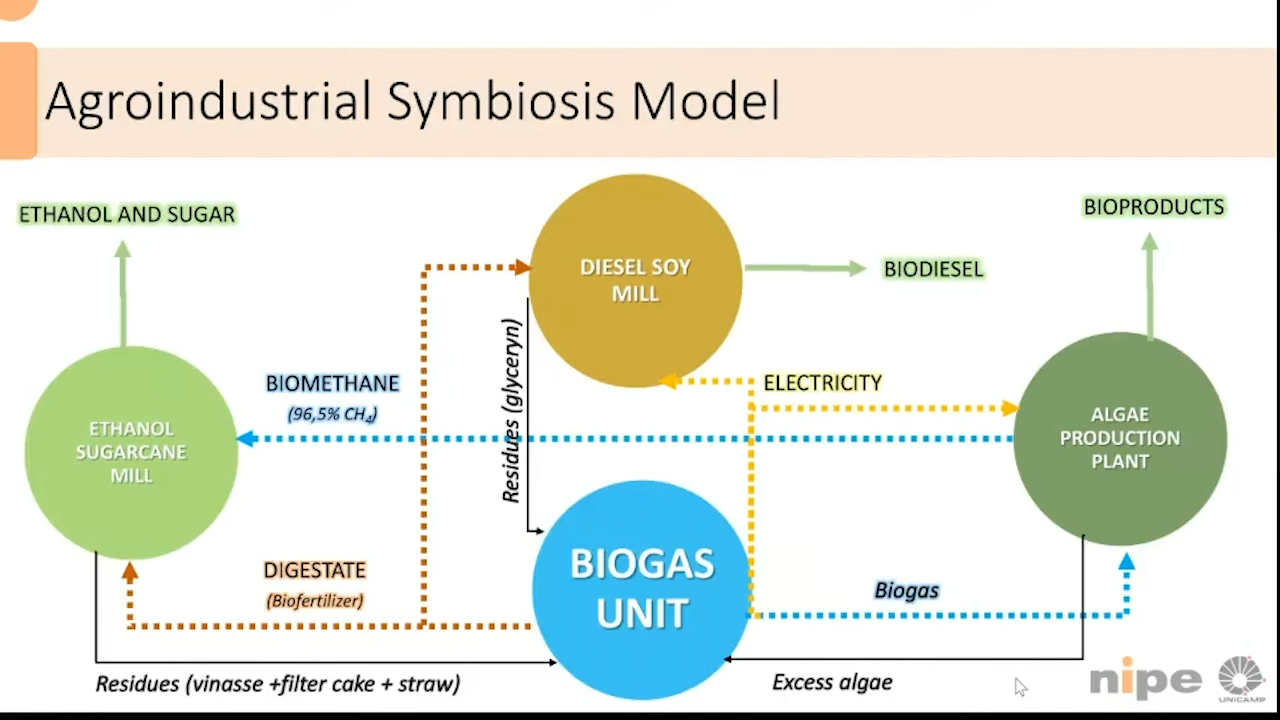 Agroindustrial Symbiosis Model
ETHANOL AND SUGAR
BIOPRODUCTS
DIESEL SOY
MILL
BIODIESEL
BIOMETHANE
(96,5% CH₄)
Residues (glyceryn)
ELECTRICITY
ETHANOL
SUGARCANE
MILL
ALGAE
PRODUCTION
PLANT
DIGESTATE
(Biofertilizer)
BIOGAS
UNIT
Biogas
Residues (vinasse +filter cake + straw)
Excess algae
nipe
UNICAMP